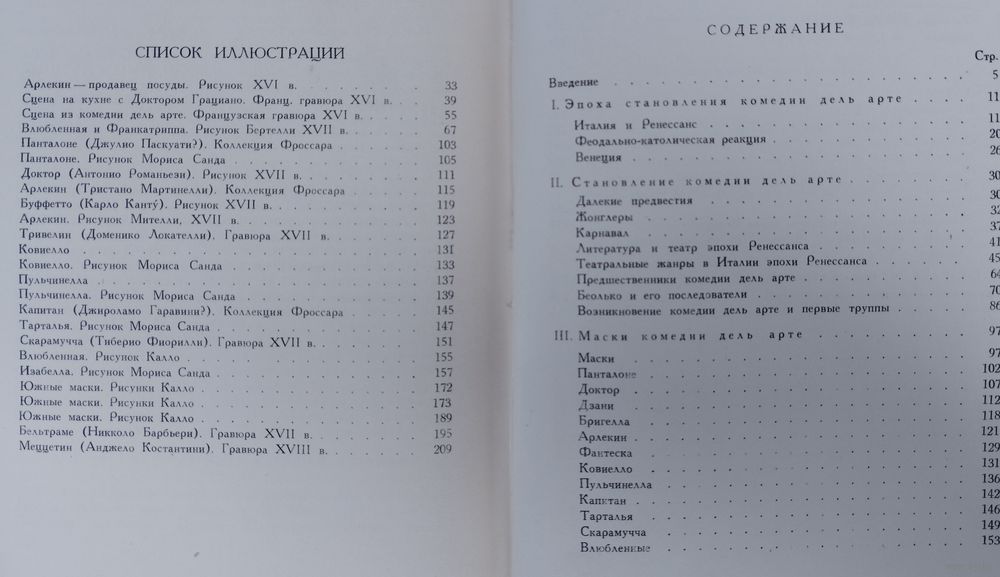 СПИСОК ИЛЛЮСТРАЦИЙ
Арлекин — продавец посуды. Рисунок XVI в. . . . . . . . 33
Сцена на кухне с Доктором Грациано. Франц. гравюра XVI в. . . 39
Сцена из комедии дель арте. Французская гравюра XVI в. . . . . 55
Влюбленная и Франкатриппа. Рисунок Бертелли XVII в. . . . . . 67
Панталоне (Джулио Паскуати?). Коллекция Фроссара . . . . . . 103
Панталоне. Рисунок Мориса Санда . . . . . . . . . . . 105
Доктор (Антонио Романьези). Рисунок XVII в. . . . . . . . 111
Арлекин (Тристано Мартинелли). Коллекция Фроссара . . . . . 115
Буффетто (Карло Канту́). Рисунок XVII в. . . . . . . . . 119
Арлекин. Рисунок Мителли, XVII в. . . . . . . . . . . 123
Тривелин (Доменико Локателли). Гравюра XVII в. . . . . . . 127
Ковиелло . . . . . . . . . . . . . . . . . . . 131
Ковиелло. Рисунок Мориса Санда . . . . . . . . . . . 133
Пульчинелла . . . . . . . . . . . . . . . . . . 137
Пульчинелла. Рисунок Мориса Санда . . . . . . . . . . 139
Капитан (Джироламо Гаравини?). Коллекция Фроссара . . . . . 145
Тарталья. Рисунок Мориса Санда . . . . . . . . . . . 147
Скарамучча (Тиберио Фиорилли). Гравюра XVII в. . . . . . . 151
Влюбленная. Рисунок Калло . . . . . . . . . . . . . 155
Изабелла. Рисунок Мориса Санда . . . . . . . . . . . 157
Южные маски. Рисунки Калло . . . . . . . . . . . . 172
Южные маски. Рисунки Калло . . . . . . . . . . . . 173
Южные маски. Рисунок Калло . . . . . . . . . . . . 189
Бельтраме (Никколо Барбьери). Гравюра XVII в. . . . . . . 195
Меццетин (Анджело Костантини). Гравюра XVIII в. . . . . . . 209
СОДЕРЖАНИЕ
Стр.
Введение . . . . . . . . . . . . . . . . . . . 5
I. Эпоха становления комедии дель арте . . . . 11
Италия и Ренессанс . . . . . . . . . . . . . . 11
Феодально-католическая реакция . . . . . . . . . . 20
Венеция . . . . . . . . . . . . . . . . . . 26
II. Становление комедии дель арте . . . . . . . 30
Далекие предвестия . . . . . . . . . . . . . . 30
Жонглеры . . . . . . . . . . . . . . . . . 32
Карнавал . . . . . . . . . . . . . . . . . 37
Литература и театр эпохи Ренессанса . . . . . . . . 41
Театральные жанры в Италии эпохи Ренессанса . . . . . . 45
Предшественники комедии дель арте . . . . . . . . . 64
Беолько и его последователи . . . . . . . . . . . 70
Возникновение комедии дель арте и первые труппы . . . . . 86
III. Маски комедии дель арте . . . . . . . . . 97
Маски . . . . . . . . . . . . . . . . . . 97
Панталоне . . . . . . . . . . . . . . . . . 102
Доктор . . . . . . . . . . . . . . . . . . 107
Дзани . . . . . . . . . . . . . . . . . . 112
Бригелла . . . . . . . . . . . . . . . . . 118
Арлекин . . . . . . . . . . . . . . . . . . 121
Фантеска . . . . . . . . . . . . . . . . . 129
Ковиелло . . . . . . . . . . . . . . . . . 131
Пульчинелла . . . . . . . . . . . . . . . . 136
Капитан . . . . . . . . . . . . . . . . . . 142
Тарталья . . . . . . . . . . . . . . . . . 146
Скарамучча . . . . . . . . . . . . . . . . . 149
Влюбленные . . . . . . . . . . . . . . . . . 153